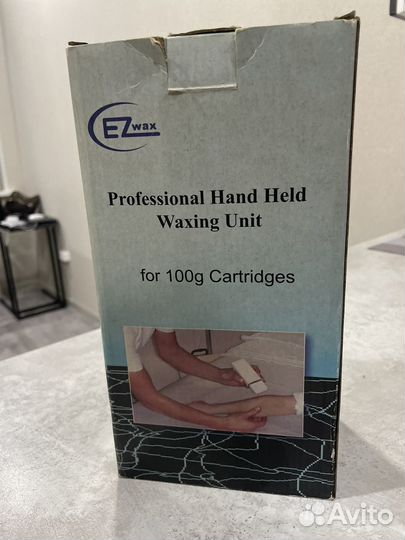 EZwax
Professional Hand Held
Waxing Unit
for 100g Cartridges
Avito